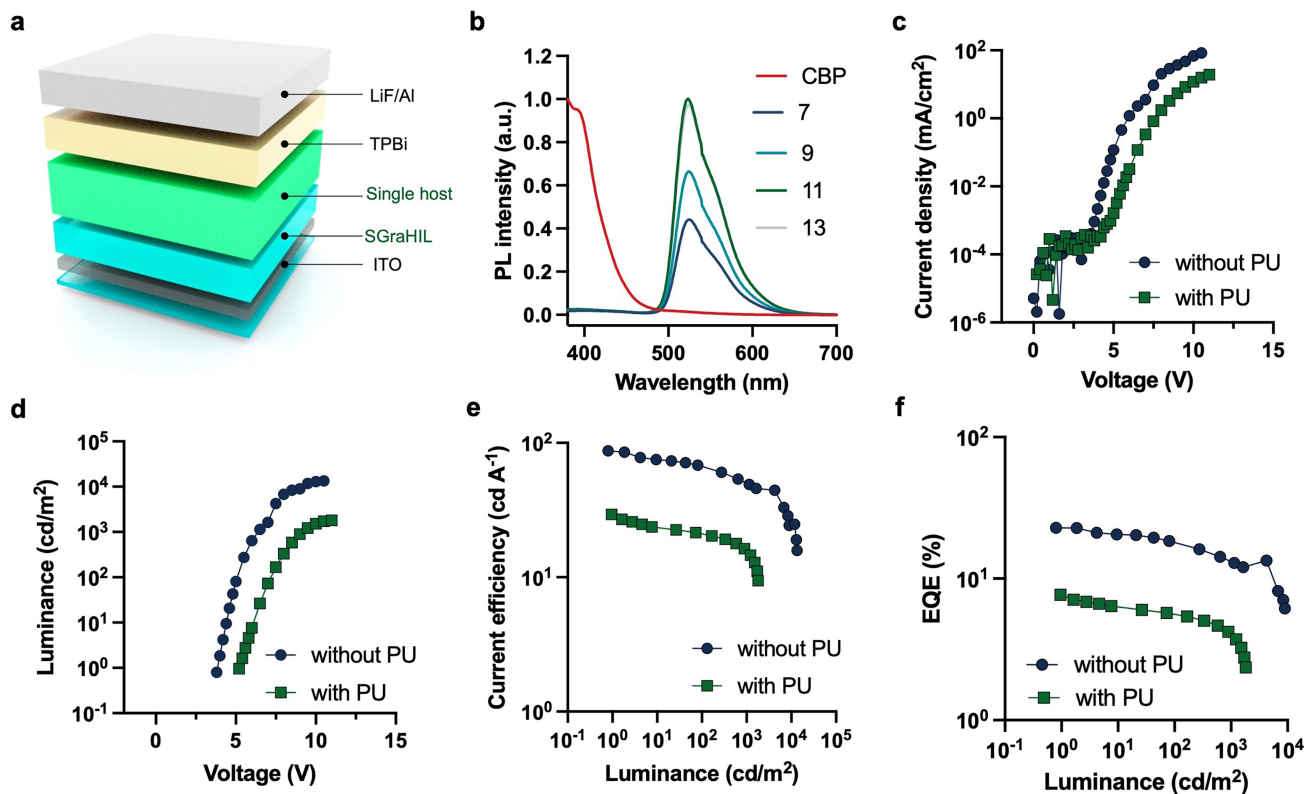 a
LiF/Al
TPBi
Single host
SGraHIL
ITO
b
PL intensity (a.u.)
1.2
1.0
0.8
0.6
0.4
0.2
0.0
400
500
600
700
Wavelength (nm)
CBP
7
9
11
13
c
Current density (mA/cm²)
10²
10⁰
10⁻²
10⁻⁴
10⁻⁶
0
5
10
15
Voltage (V)
without PU
with PU
d
Luminance (cd/m²)
10⁵
10⁴
10³
10²
10¹
10⁰
10⁻¹
0
5
10
15
Voltage (V)
without PU
with PU
e
Current efficiency (cd A⁻¹)
10²
10¹
10⁰
10⁻¹
10⁰
10¹
10²
10³
10⁴
10⁵
Luminance (cd/m²)
without PU
with PU
f
EQE (%)
10²
10¹
10⁰
10⁻¹
10⁰
10¹
10²
10³
10⁴
Luminance (cd/m²)
without PU
with PU